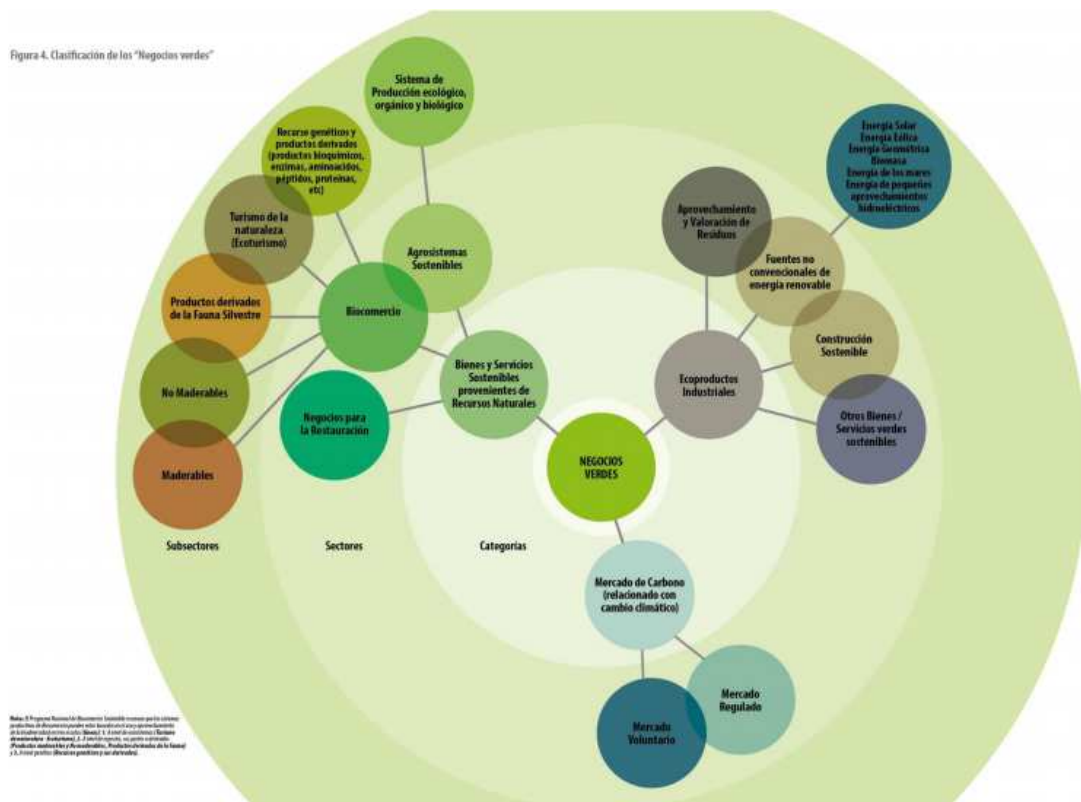 Figura 4. Clasificación de los "Negocios verdes"
Sistema de
Producción ecológico,
orgánico y biológico
Recurso genéticos y
productos derivados
(productos bioquímicos,
enzimas, aminoacidos,
péptidos, proteínas,
etc)
Turismo de la
naturaleza
(Ecoturismo)
Agrosistemas
Sostenibles
Productos derivados
de la Fauna Silvestre
Biocomercio
No Maderables
Bienes y Servicios
Sostenibles
provenientes de
Recursos Naturales
Negocios para
la Restauración
Maderables
NEGOCIOS
VERDES
Energía Solar
Energía Eóliza
Energía Geométrisa
Biomasa
Energía de los mares
Energía de pequeñas
aprovechamientos
hidroeléctricos
Aprovechamiento
y Valoración de
Residuos
Fuentes no
convencionales de
energía renovable
Construcción
Sostenible
Ecoproductos
Industriales
Otros Bienes /
Servicios verdes
sostenibles
Subsectores
Sectores
Categorías
Mercado de Carbono
(relacionado con
cambio climático)
Mercado
Regulado
Mercado
Voluntario